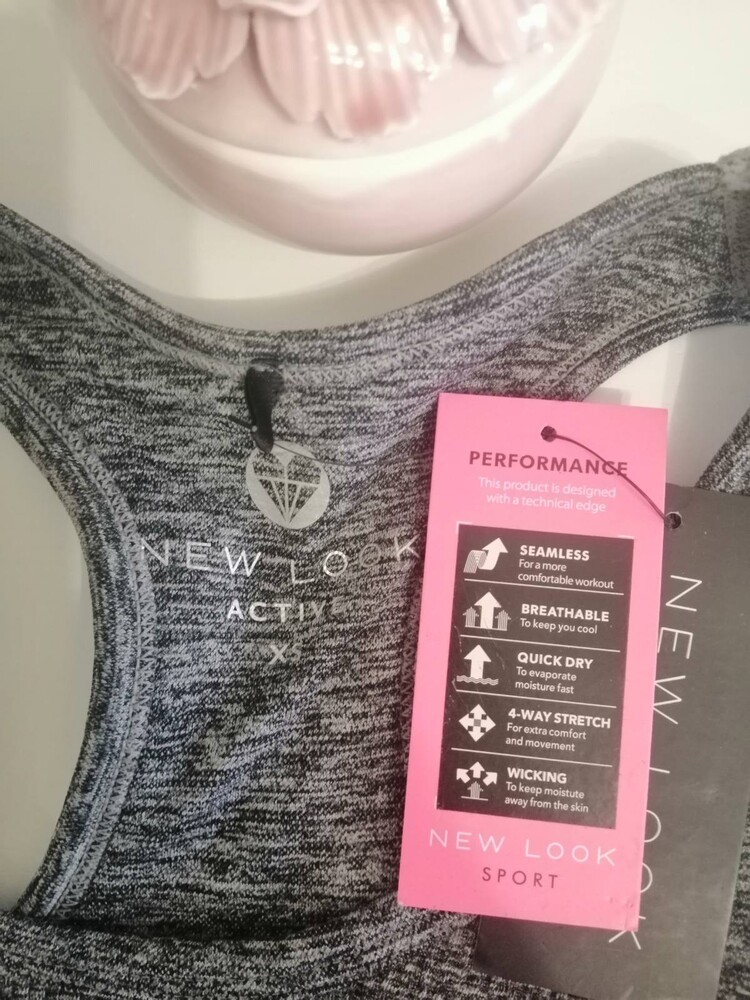 NEW LOOK
ACTIVE
X
PERFORMANCE
This product is designed
with a technical edge
SEAMLESS
For a more
comfortable workout
BREATHABLE
To keep you cool
QUICK DRY
To evaporate
moisture fast
4-WAY STRETCH
For extra comfort
and movement
WICKING
To keep moistute
away from the skin
NEW LOOK
SPORT
NEW LOOK